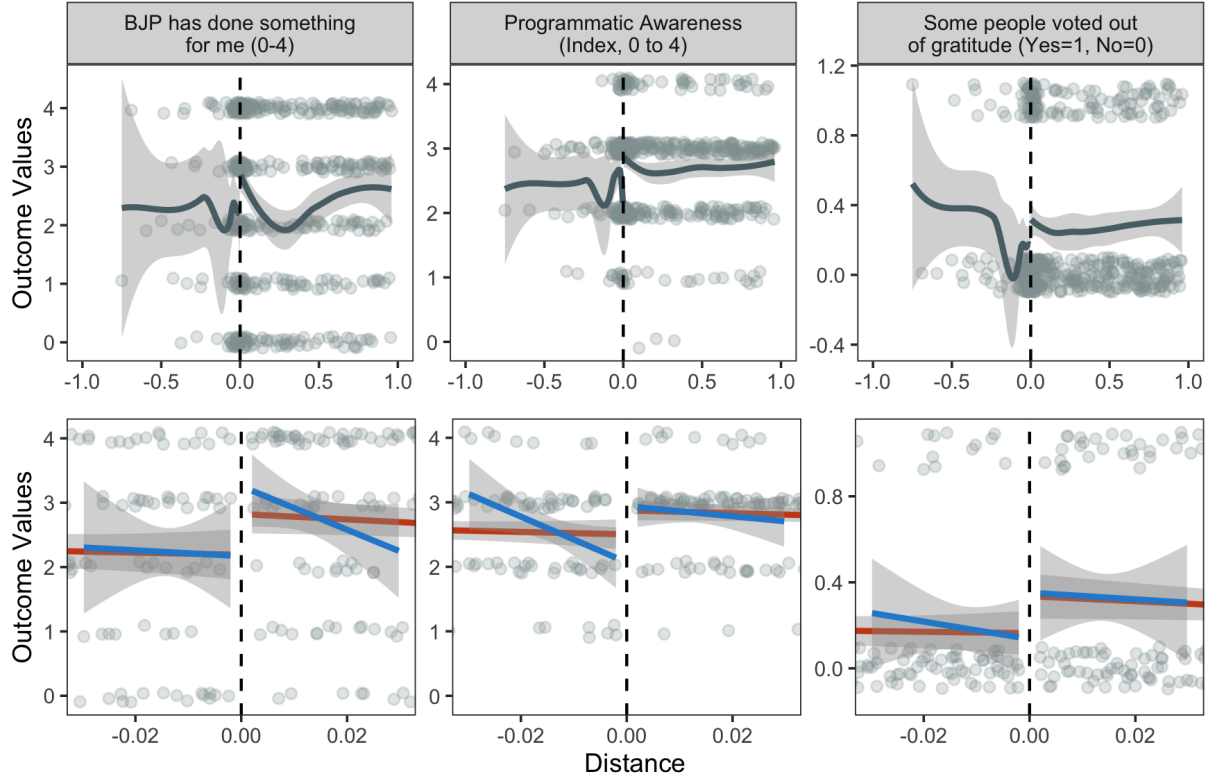 BJP has done something
for me (0-4)
Programmatic Awareness
(Index, 0 to 4)
Some people voted out
of gratitude (Yes=1, No=0)
Outcome Values
4
3
2
1
0
-1.0 -0.5 0.0 0.5 1.0
4
3
2
1
0
-1.0 -0.5 0.0 0.5 1.0
1.2
0.8
0.4
0.0
-0.4
-1.0 -0.5 0.0 0.5 1.0
Outcome Values
4
3
2
1
0
-0.02 0.00 0.02
4
3
2
1
0
-0.02 0.00 0.02
0.8
0.4
0.0
-0.02 0.00 0.02
Distance